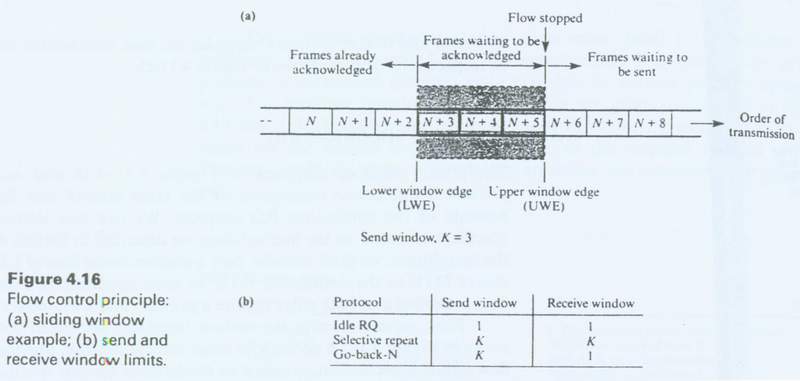 (a)
Flow stopped
Frames waiting to be
acknowledged
Frames already
acknowledged
Frames waiting to
be sent
-- N N + 1 N + 2 N + 3 N + 4 N + 5 N + 6 N + 7 N + 8
Order of
transmission
Lower window edge
(LWE)
Upper window edge
(UWE)
Send window, K = 3
Figure 4.16
Flow control principle:
(a) sliding window
example; (b) send and
receive window limits.
(b)
Protocol Send window Receive window
Idle RQ 1 1
Selective repeat K K
Go-back-N K 1